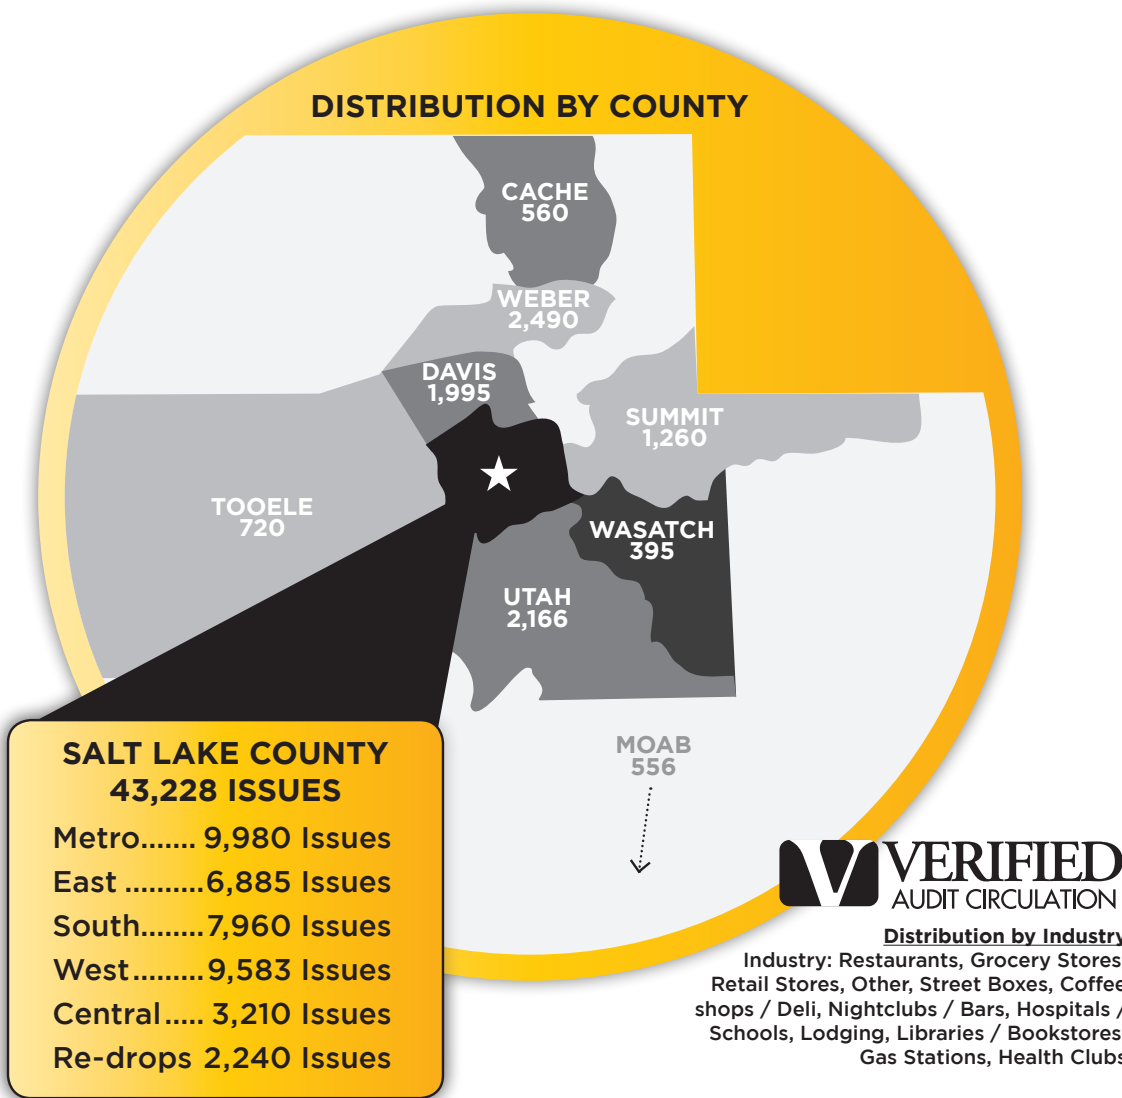 DISTRIBUTION BY COUNTY
CACHE
560
WEBER
2,490
DAVIS
1,995
SUMMIT
1,260
TOOELE
720
WASATCH
395
UTAH
2,166
MOAB
556
SALT LAKE COUNTY
43,228 ISSUES
Metro....... 9,980 Issues
East ..........6,885 Issues
South........7,960 Issues
West.........9,583 Issues
Central..... 3,210 Issues
Re-drops 2,240 Issues
V VERIFIED
AUDIT CIRCULATION
Distribution by Industry
Industry: Restaurants, Grocery Stores
Retail Stores, Other, Street Boxes, Coffee
shops / Deli, Nightclubs / Bars, Hospitals /
Schools, Lodging, Libraries / Bookstores
Gas Stations, Health Clubs